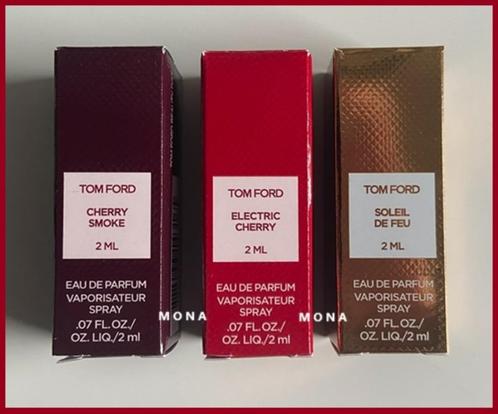 TOM FORD
CHERRY
SMOKE
2 ML
EAU DE PARFUM
VAPORISATEUR
SPRAY
.07 FL.OZ./
OZ. LIQ./2 ml
TOM FORD
ELECTRIC
CHERRY
2 ML
EAU DE PARFUM
VAPORISATEUR
SPRAY
.07 FL.OZ./
OZ. LIQ./2 ml
TOM FORD
SOLEIL
DE FEU
2 ML
EAU DE PARFUM
VAPORISATEUR
SPRAY
.07 FL.OZ./
OZ. LIQ./2 ml
MONA
MONA